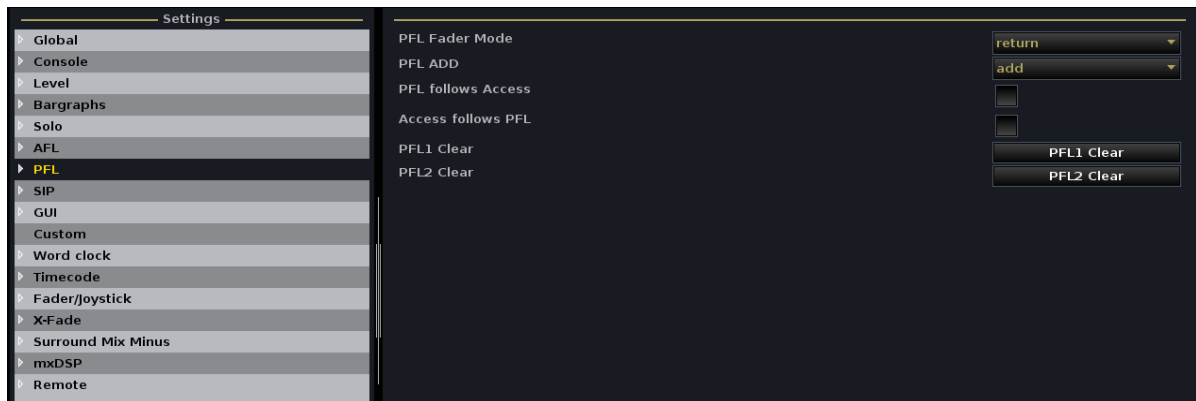 Settings
Global
Console
Level
Bargraphs
Solo
AFL
PFL
SIP
GUI
Custom
Word clock
Timecode
Fader/Joystick
X-Fade
Surround Mix Minus
mxDSP
Remote
PFL Fader Mode return
PFL ADD add
PFL follows Access
Access follows PFL
PFL1 Clear PFL1 Clear
PFL2 Clear PFL2 Clear